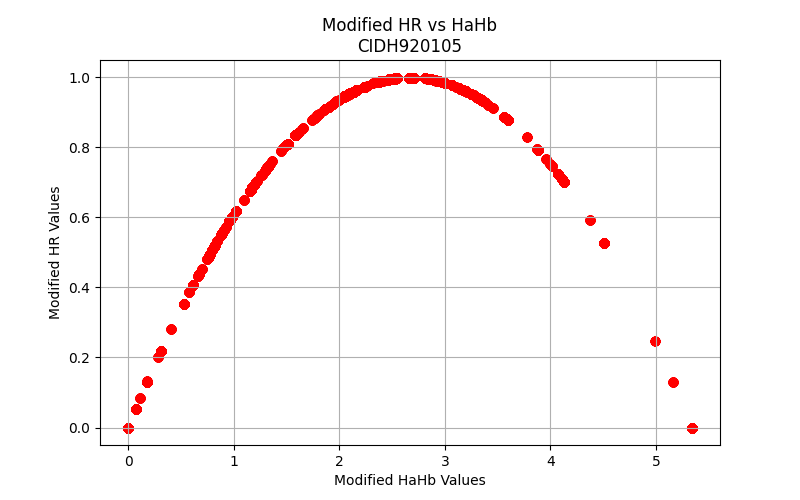 Modified HR vs HaHb
CIDH920105
Modified HR Values
1.0
0.8
0.6
0.4
0.2
0.0
0 1 2 3 4 5
Modified HaHb Values